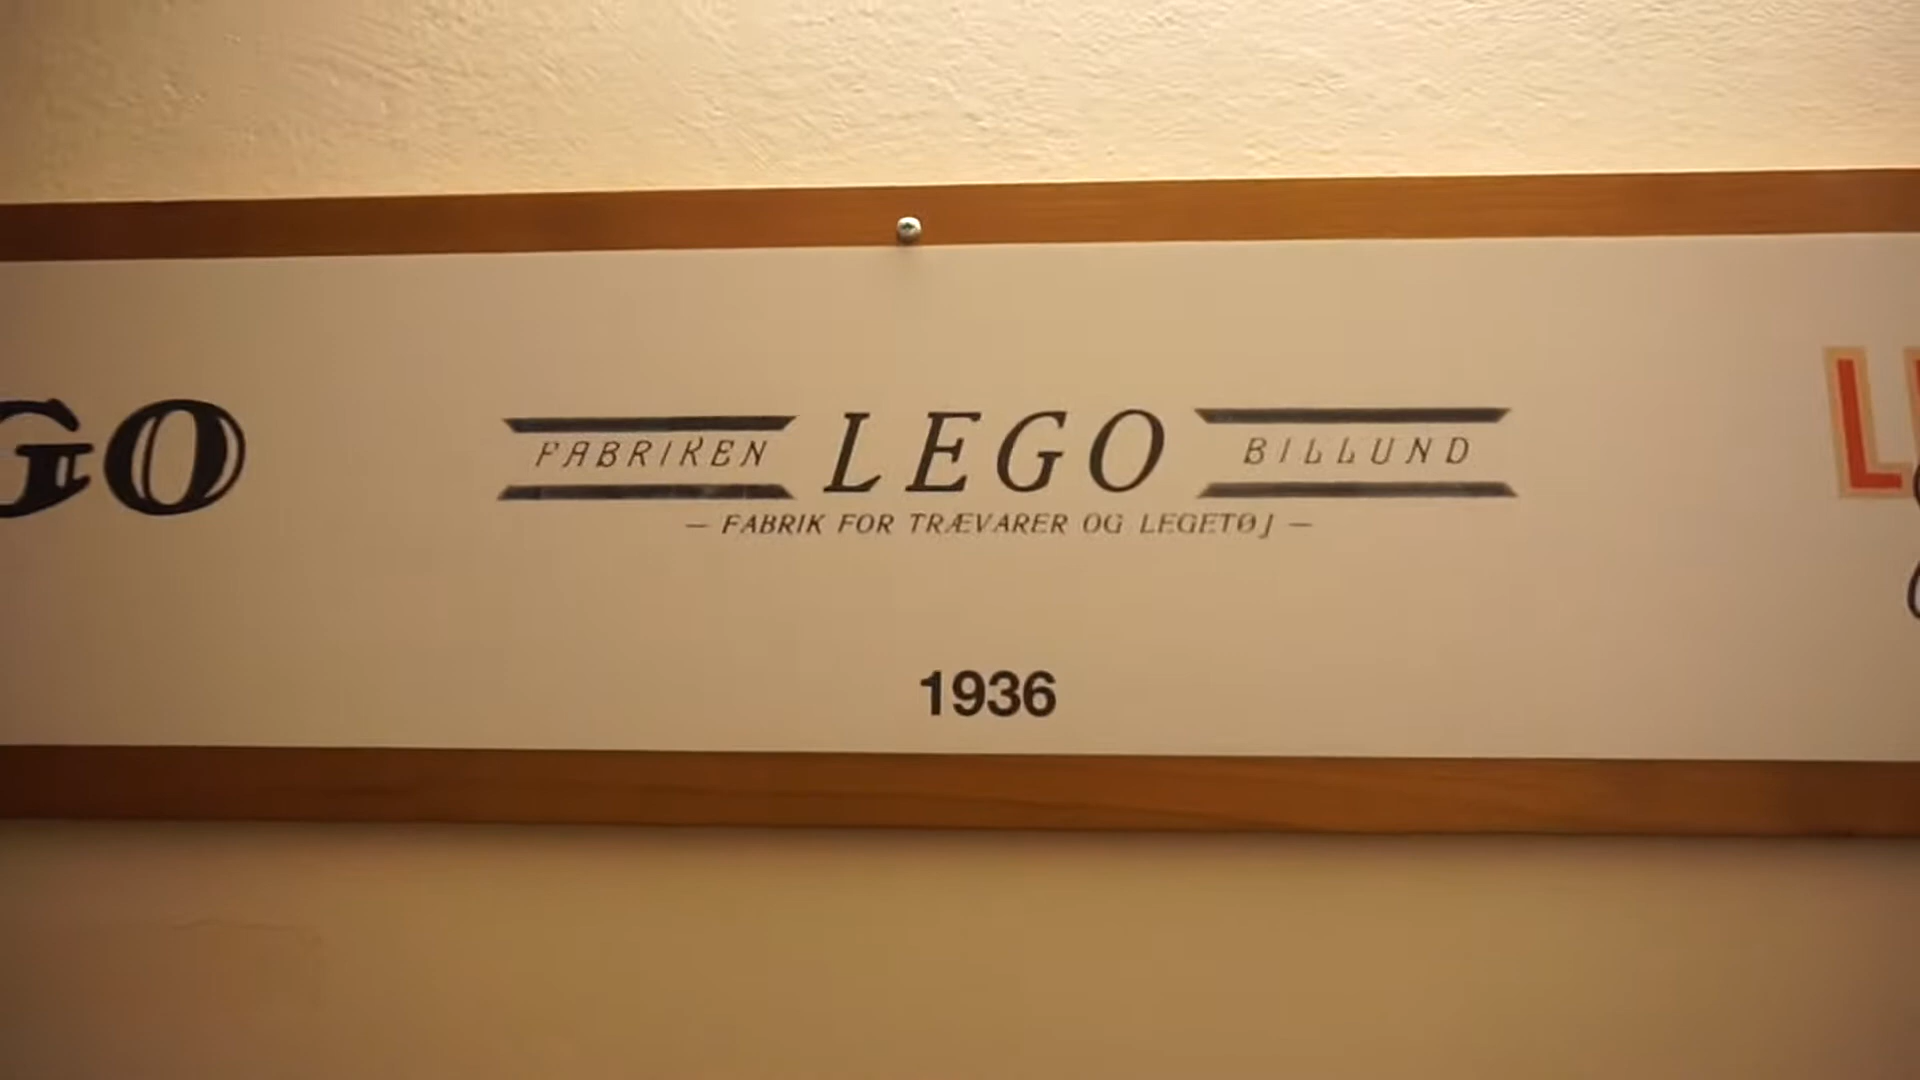 GO
FABRIKEN LEGO BILLUND
— FABRIK FOR TRÆVARER OG LEGETØJ —
1936
L